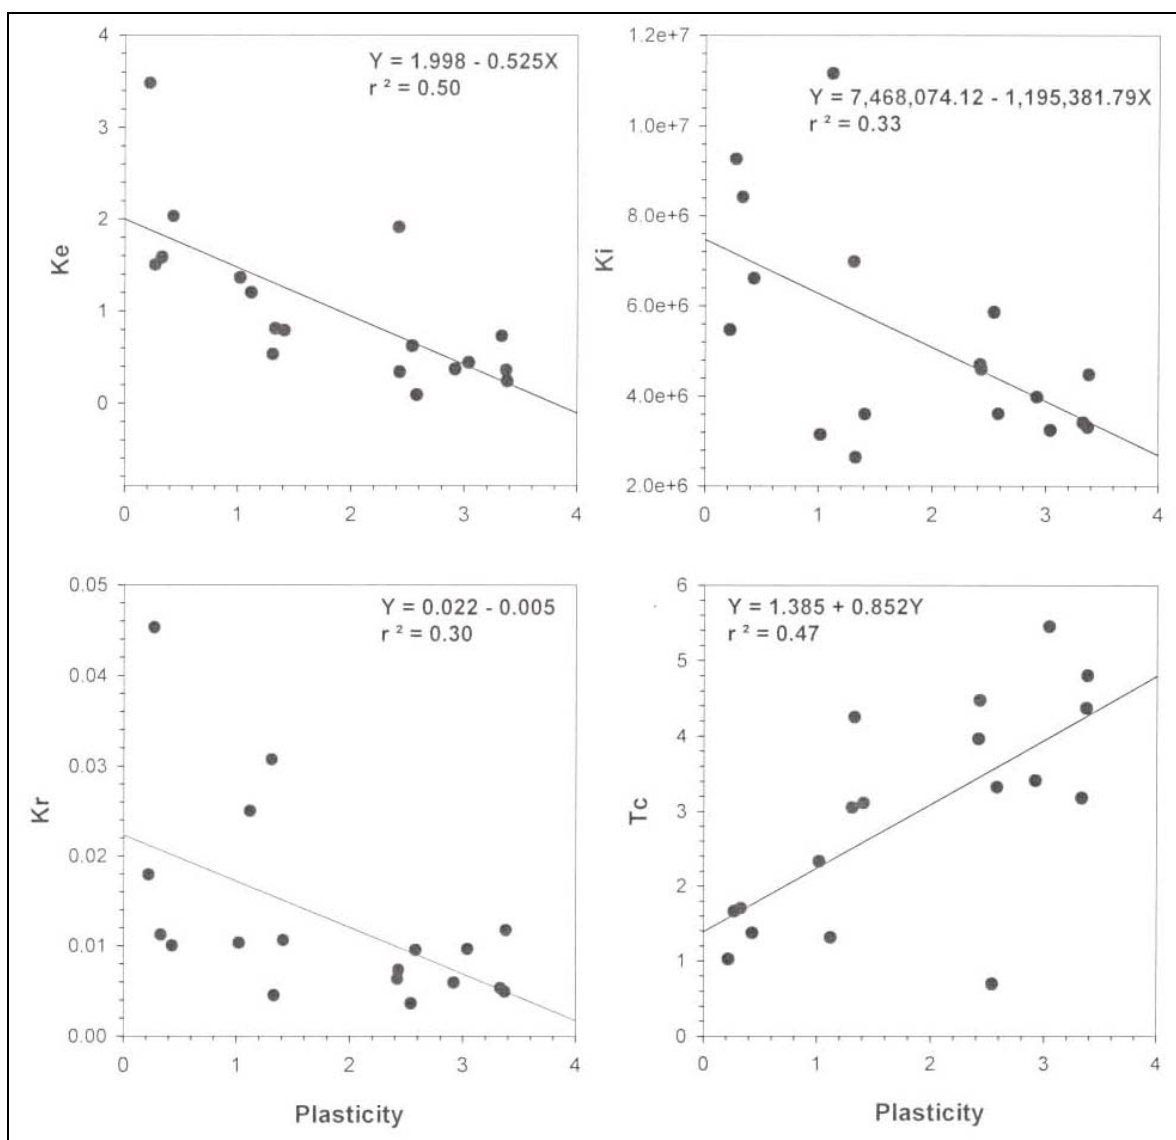 4
3
2
1
0
Ke
Y = 1.998 - 0.525X
r ² = 0.50
0
1
2
3
4
1.2e+7
1.0e+7
8.0e+6
6.0e+6
4.0e+6
2.0e+6
Ki
Y = 7,468,074.12 - 1,195,381.79X
r ² = 0.33
0
1
2
3
4
0.05
0.04
0.03
0.02
0.01
0.00
Kr
Y = 0.022 - 0.005
r ² = 0.30
0
1
2
3
4
Plasticity
6
5
4
3
2
1
0
Tc
Y = 1.385 + 0.852Y
r ² = 0.47
0
1
2
3
4
Plasticity